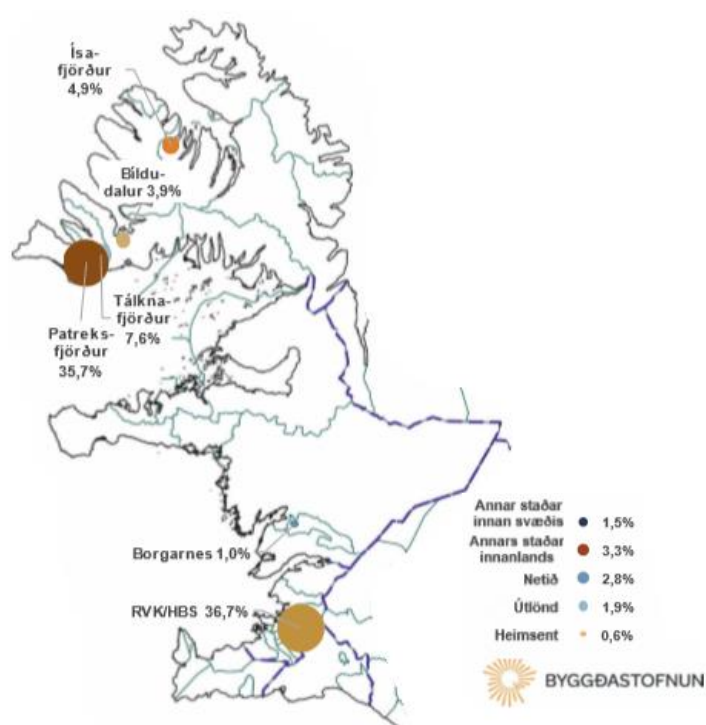 Ísa-
fjörður
4,9%
Bíldu-
dalur 3,9%
Tálkna-
fjörður
7,6%
Patreks-
fjörður
35,7%
Borgarnes 1,0%
RVK/HBS 36,7%
Annar staðar
innan svæðis 1,5%
Annars staðar
innanlands 3,3%
Netið 2,8%
Útlönd 1,9%
Heimsent 0,6%
BYGGÐASTOFNUN